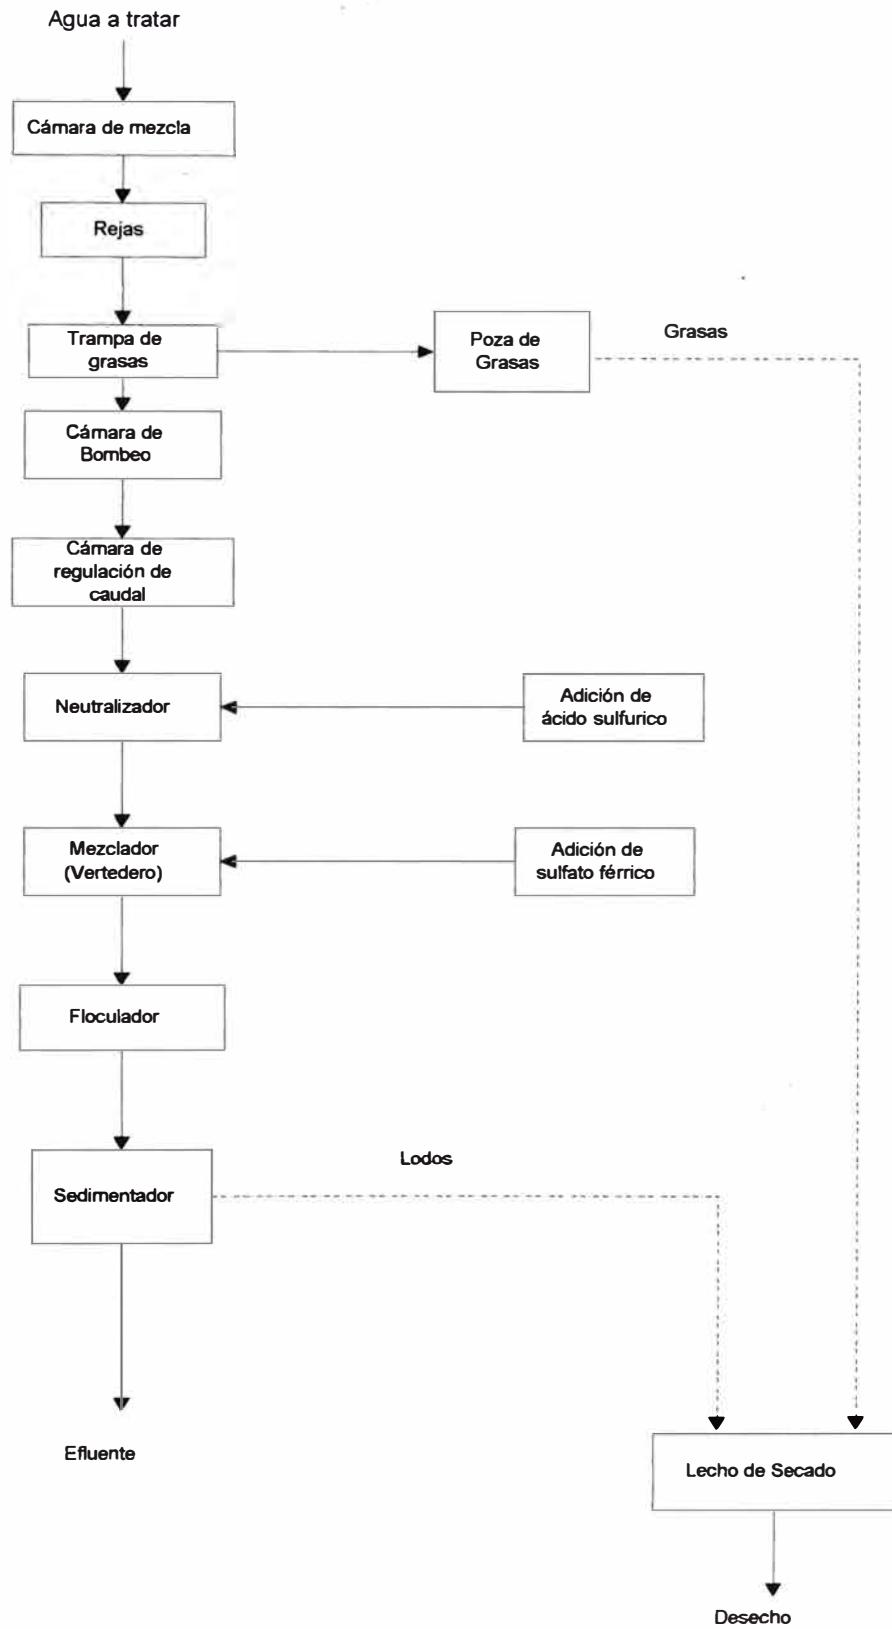 Agua a tratar
Cámara de mezcla
Rejas
Trampa de
grasas
Poza de
Grasas
Grasas
Cámara de
Bombeo
Cámara de
regulación de
caudal
Neutralizador
Adición de
ácido sulfurico
Mezclador
(Vertedero)
Adición de
sulfato férrico
Floculador
Sedimentador
Lodos
Efluente
Lecho de Secado
Desecho